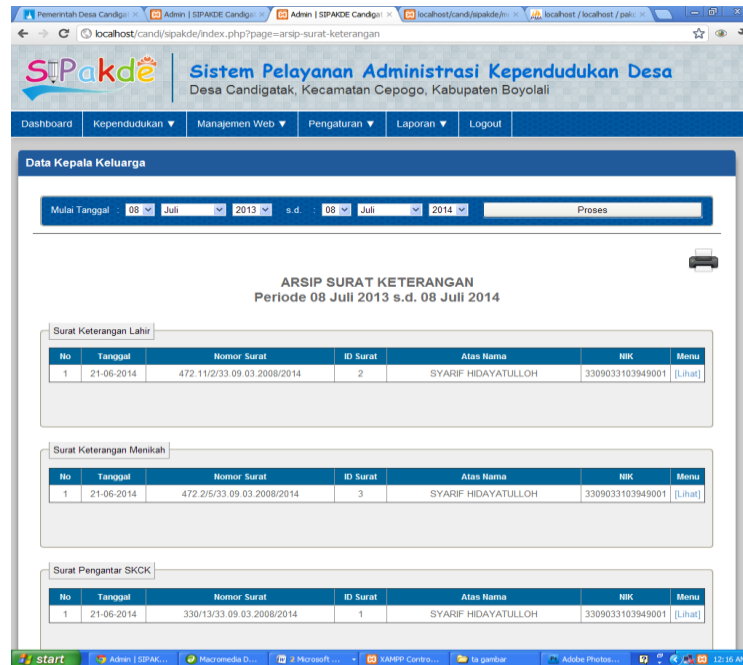 Pemerintah Desa Candigat
Admin | SIPAKDE Candigat
Admin | SIPAKDE Candigat
localhost/candi/sipakde/m
localhost / localhost / pak
localhost/candi/sipakde/index.php?page=arsip-surat-keterangan
SiPakdē
Sistem Pelayanan Administrasi Kependudukan Desa
Desa Candigatak, Kecamatan Cepogo, Kabupaten Boyolali
Dashboard Kependudukan ▼ Manajemen Web ▼ Pengaturan ▼ Laporan ▼ Logout
Data Kepala Keluarga
Mulai Tanggal : 08 Juli 2013 s.d. : 08 Juli 2014 Proses
ARSIP SURAT KETERANGAN
Periode 08 Juli 2013 s.d. 08 Juli 2014
Surat Keterangan Lahir
No Tanggal Nomor Surat ID Surat Atas Nama NIK Menu
1 21-06-2014 472.11/2/33.09.03.2008/2014 2 SYARIF HIDAYATULLOH 3309033103949001 [Lihat]
Surat Keterangan Menikah
No Tanggal Nomor Surat ID Surat Atas Nama NIK Menu
1 21-06-2014 472.2/5/33.09.03.2008/2014 3 SYARIF HIDAYATULLOH 3309033103949001 [Lihat]
Surat Pengantar SKCK
No Tanggal Nomor Surat ID Surat Atas Nama NIK Menu
1 21-06-2014 330/13/33.09.03.2008/2014 1 SYARIF HIDAYATULLOH 3309033103949001 [Lihat]
start Admin | SIPAK... Macromedia D... 2 Microsoft ... XAMPP Contro... ta gambar Adobe Photos... 12:16 AM